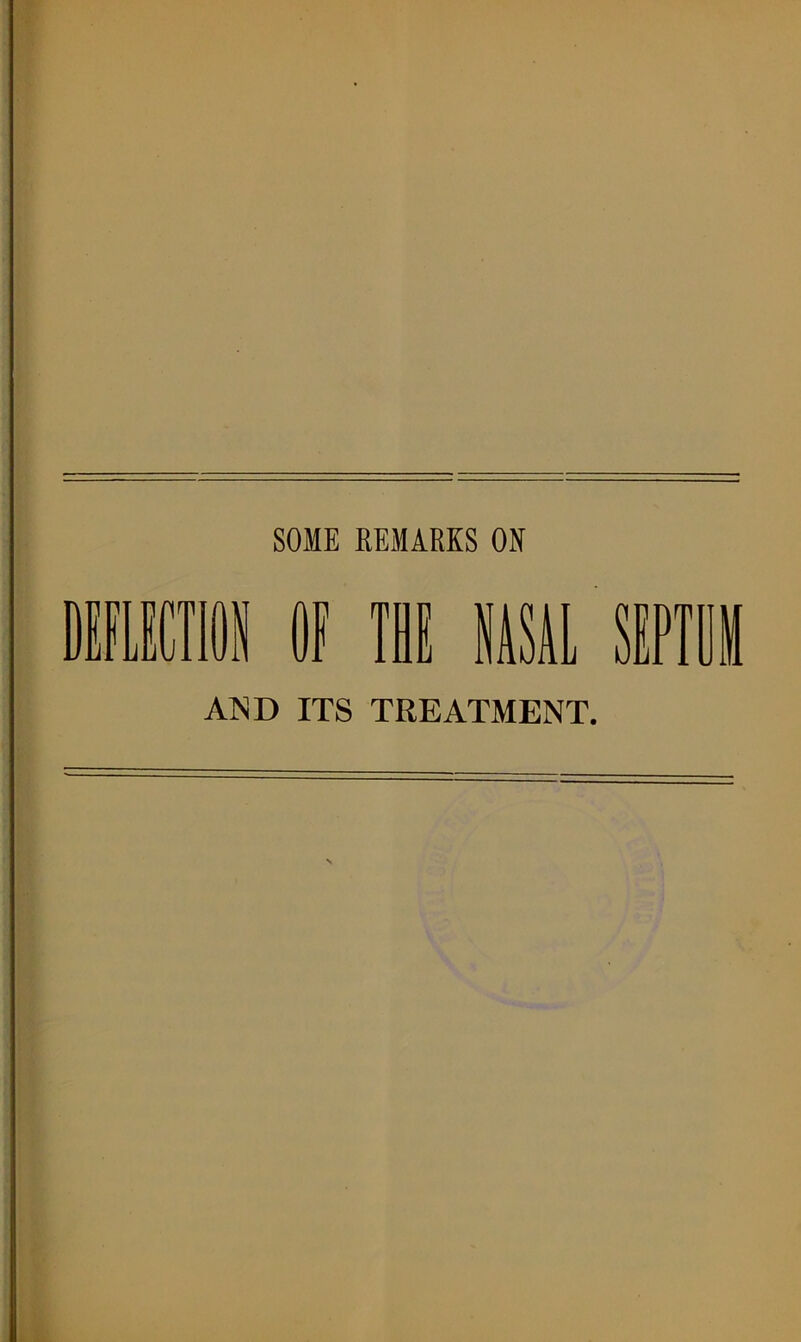 SOME REMARKS ON
DEFLECTION OF THE NASAL SEPTUM
AND ITS TREATMENT.